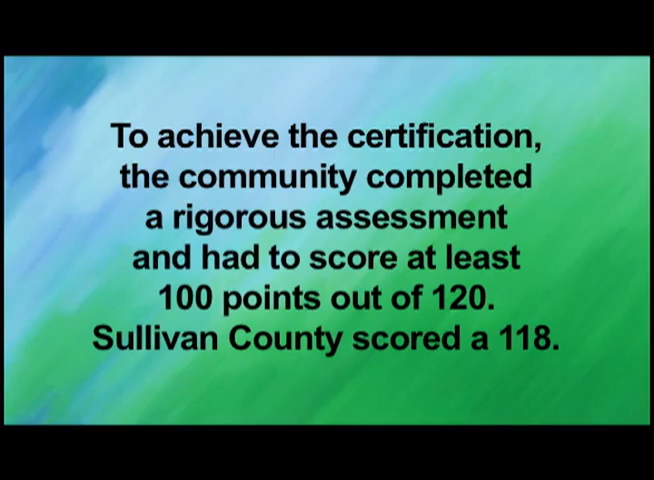 To achieve the certification,
the community completed
a rigorous assessment
and had to score at least
100 points out of 120.
Sullivan County scored a 118.